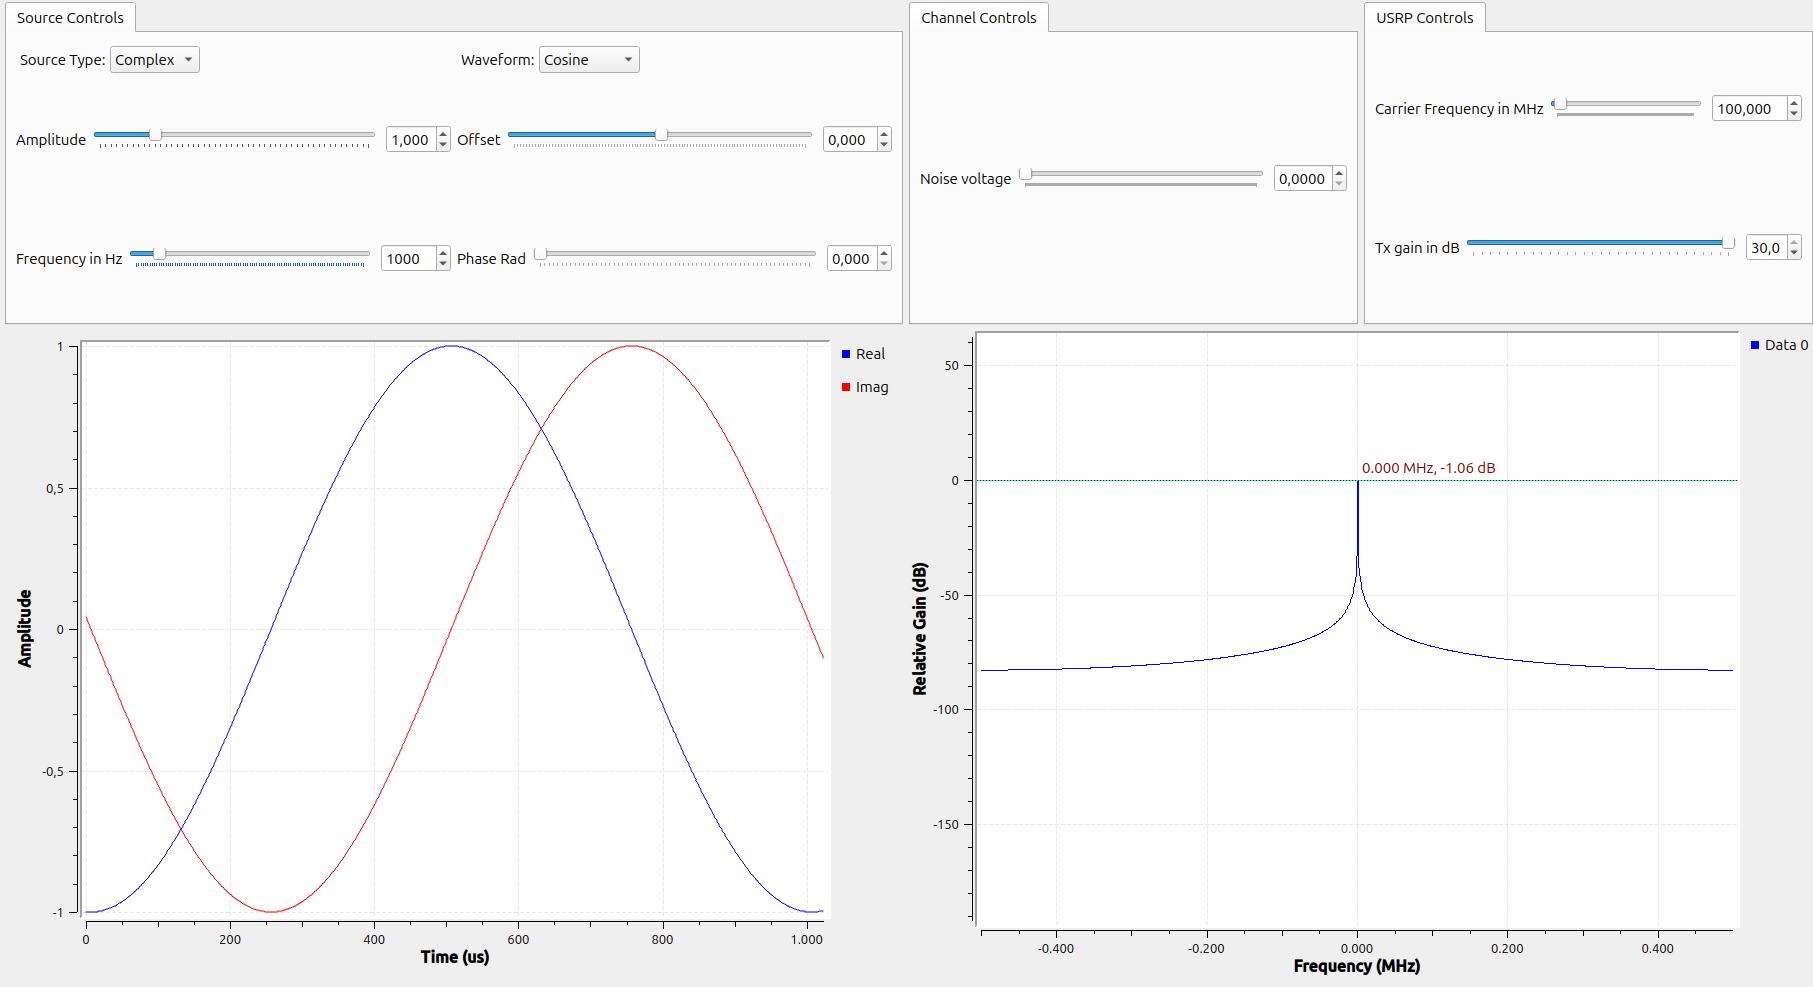 Source Controls
Source Type: Complex
Waveform: Cosine
Amplitude 1,000
Offset 0,000
Frequency in Hz 1000
Phase Rad 0,000
Channel Controls
Noise voltage 0,0000
USRP Controls
Carrier Frequency in MHz 100,000
Tx gain in dB 30,0
Amplitude
1
0,5
0
-0,5
-1
0 200 400 600 800 1.000
Time (us)
Real
Imag
Relative Gain (dB)
50
0
-50
-100
-150
0.000 MHz, -1.06 dB
-0.400 -0.200 0.000 0.200 0.400
Frequency (MHz)
Data 0